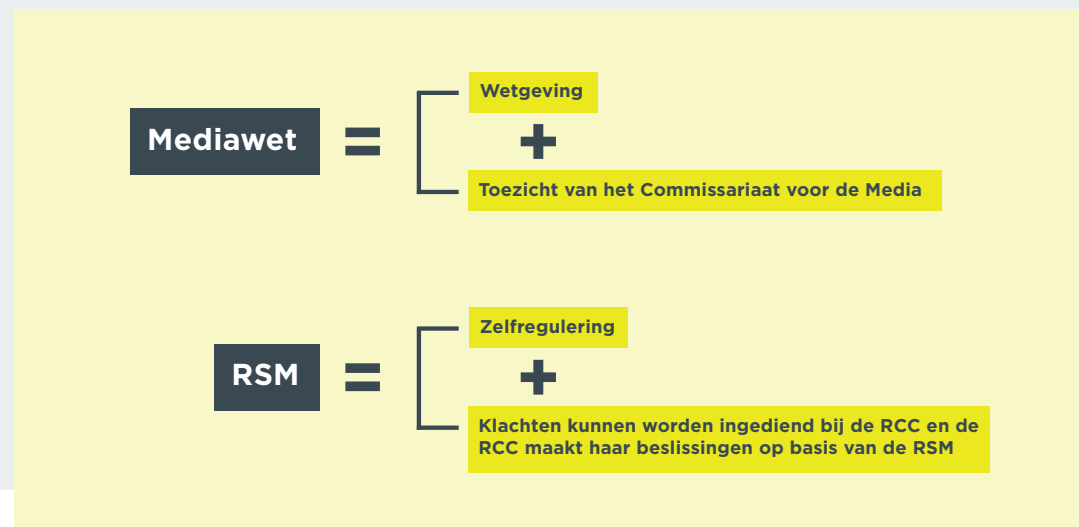 Mediawet
=
Wetgeving
+
Toezicht van het Commissariaat voor de Media
RSM
=
Zelfregulering
+
Klachten kunnen worden ingediend bij de RCC en de
RCC maakt haar beslissingen op basis van de RSM